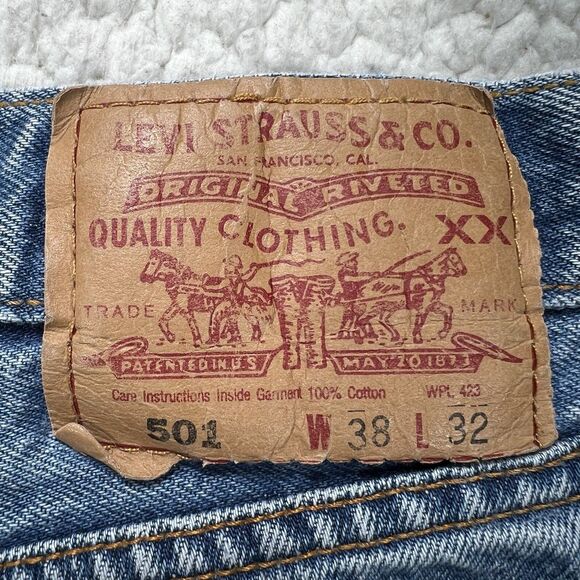 LEVI STRAUSS & CO.
SAN FRANCISCO, CAL.
ORIGINAL RIVETED
QUALITY CLOTHING. XX
TRADE MARK
PATENTED IN U.S. MAY 20 1873
Care Instructions Inside Garment 100% Cotton WPL 423
501 W 38 L 32